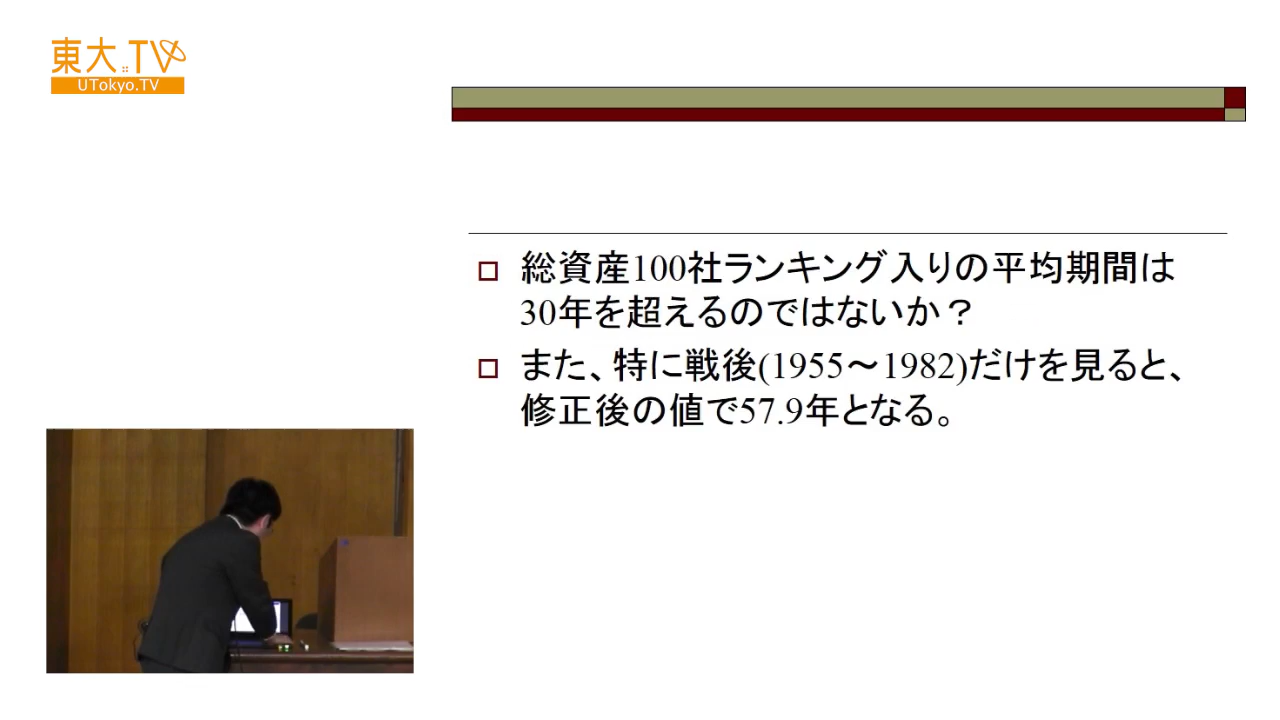 東大TV
UTokyo.TV
総資産100社ランキング入りの平均期間は
30年を超えるのではないか？
また、特に戦後(1955～1982)だけを見ると、
修正後の値で57.9年となる。